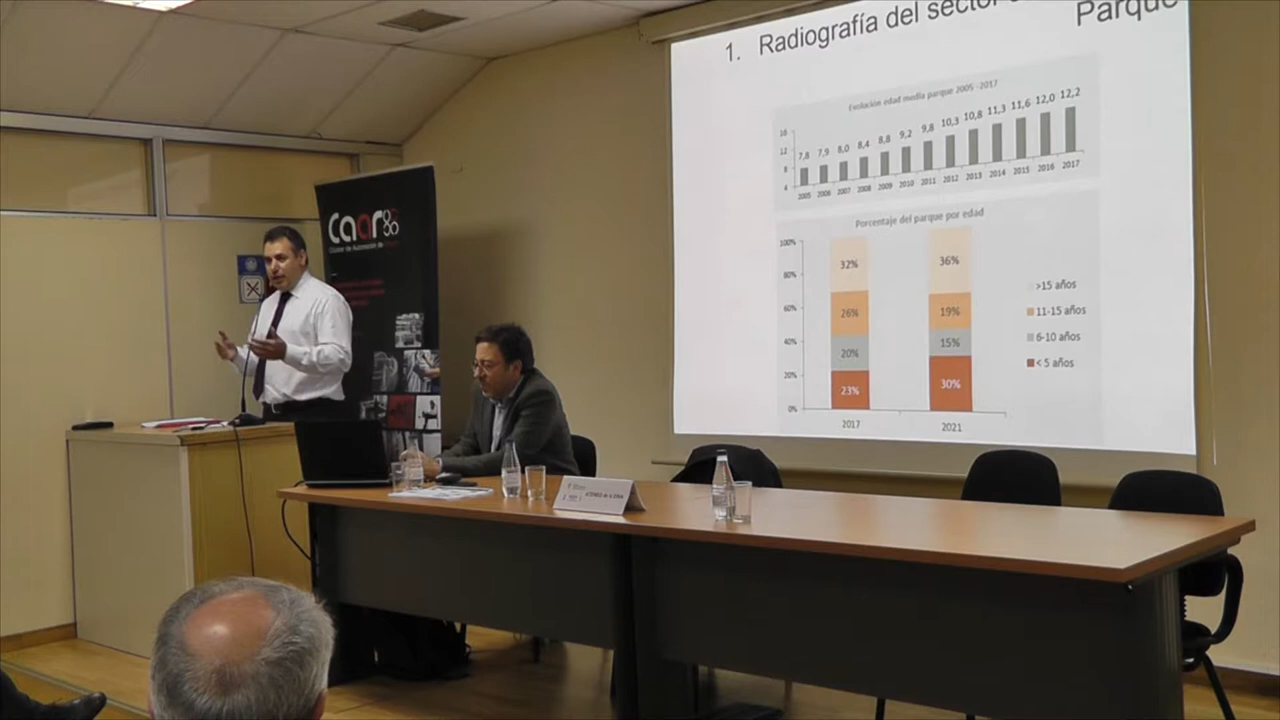 1. Radiografía del sector
Parque
Evolución edad media parque 2005 -2017
16
12
8
4
7,8 7,9 8,0 8,4 8,8 9,2 9,8 10,3 10,8 11,3 11,6 12,0 12,2
2005 2006 2007 2008 2009 2010 2011 2012 2013 2014 2015 2016 2017
Porcentaje del parque por edad
100%
80%
60%
40%
20%
0%
32%
26%
20%
23%
36%
19%
15%
30%
2017
2021
>15 años
11-15 años
6-10 años
< 5 años
caar
Clúster de Automoción de